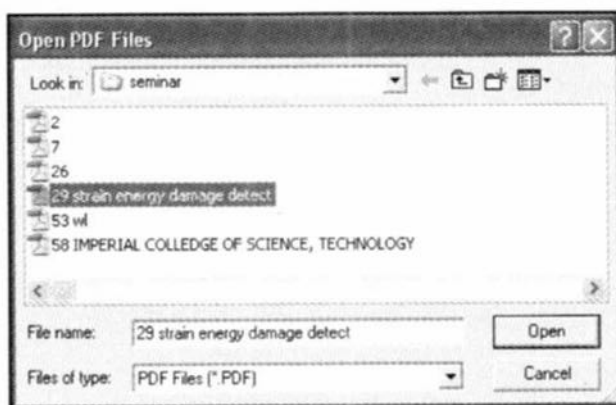 Open PDF Files
Look in: seminar
2
7
26
29 strain energy damage detect
53 wl
58 IMPERIAL COLLEDGE OF SCIENCE, TECHNOLOGY
File name: 29 strain energy damage detect Open
Files of type: PDF Files (*.PDF) Cancel